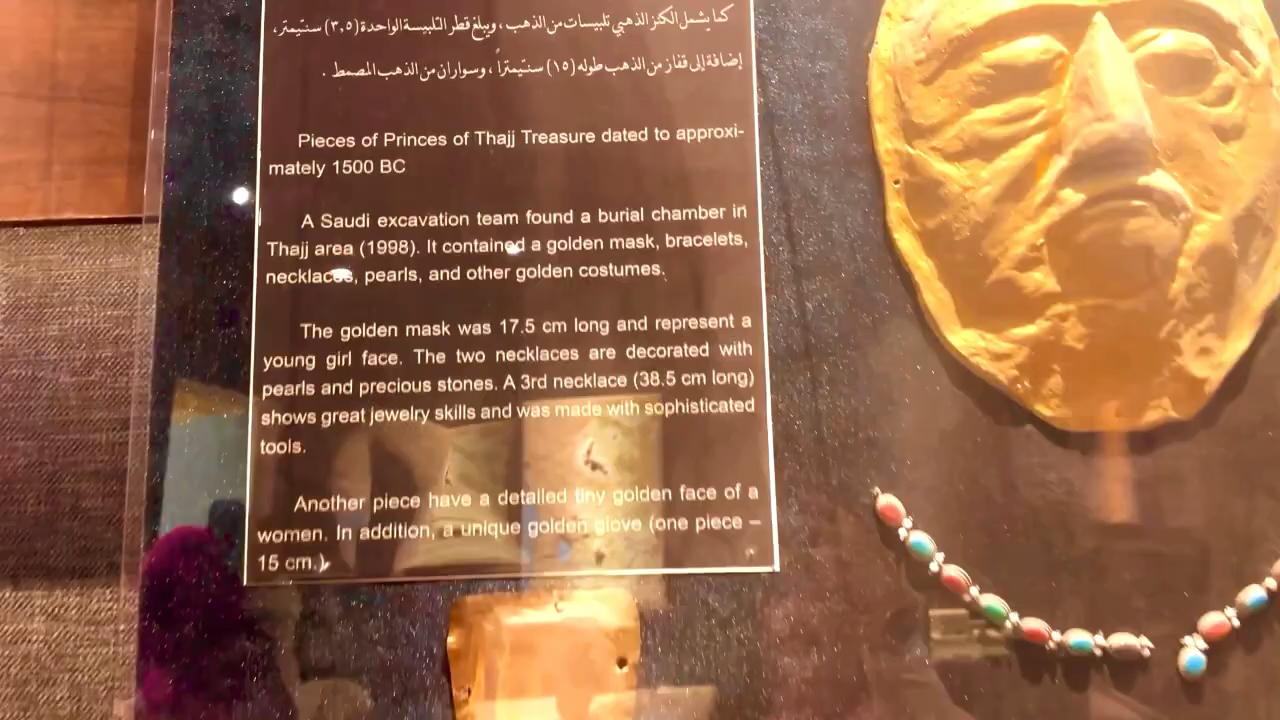 كما يشمل الكنز الذهبي تلبيسات من الذهب ، ويبلغ قطر التلبيسة الواحدة (٣,٥) سنتيمتر،
إضافة إلى قفاز من الذهب طوله (١٥) سنتيمتراً ، وسواران من الذهب المصمط .
Pieces of Princes of Thajj Treasure dated to approxi-
mately 1500 BC
A Saudi excavation team found a burial chamber in
Thajj area (1998). It contained a golden mask, bracelets,
necklaces, pearls, and other golden costumes.
The golden mask was 17.5 cm long and represent a
young girl face. The two necklaces are decorated with
pearls and precious stones. A 3rd necklace (38.5 cm long)
shows great jewelry skills and was made with sophisticated
tools.
Another piece have a detailed tiny golden face of a
women. In addition, a unique golden glove (one piece –
15 cm.).